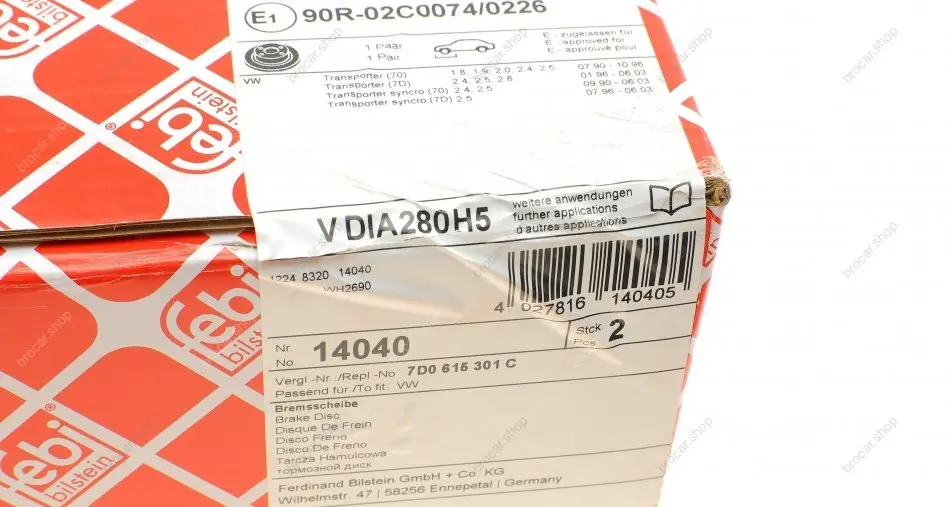 E1 90R-02C0074/0226
1 Paar
1 Pair
E - zugelassen für
E - approved for
E - approuvé pour
VW
Transporter (70) 1.8, 1.9, 2.0, 2.4, 2.5 07.90 - 10.96
Transporter (7D) 2.4, 2.5, 2.8 01.96 - 06.03
Transporter syncro (70) 2.4, 2.5 09.90 - 06.03
Transporter syncro (7D) 2.5 07.96 - 06.03
VDIA280H5
weitere anwendungen
further applications
d autres applications
1224 8320 14040
WH2690
4 027816 140405
Nr.
No. 14040
Stck
Pcs. 2
Vergl.-Nr./Repl.-No. 7D0 615 301 C
Passend für /To fit: VW
Bremsscheibe
Brake Disc
Disque De Frein
Disco Freno
Disco De Freno
Tarcza Hamulcowa
тормозной диск
Ferdinand Bilstein GmbH + Co. KG
Wilhelmstr. 47 | 58256 Ennepetal | Germany
febi
bilstein
febi
bilstein
febi
bilstein
brocar.shop